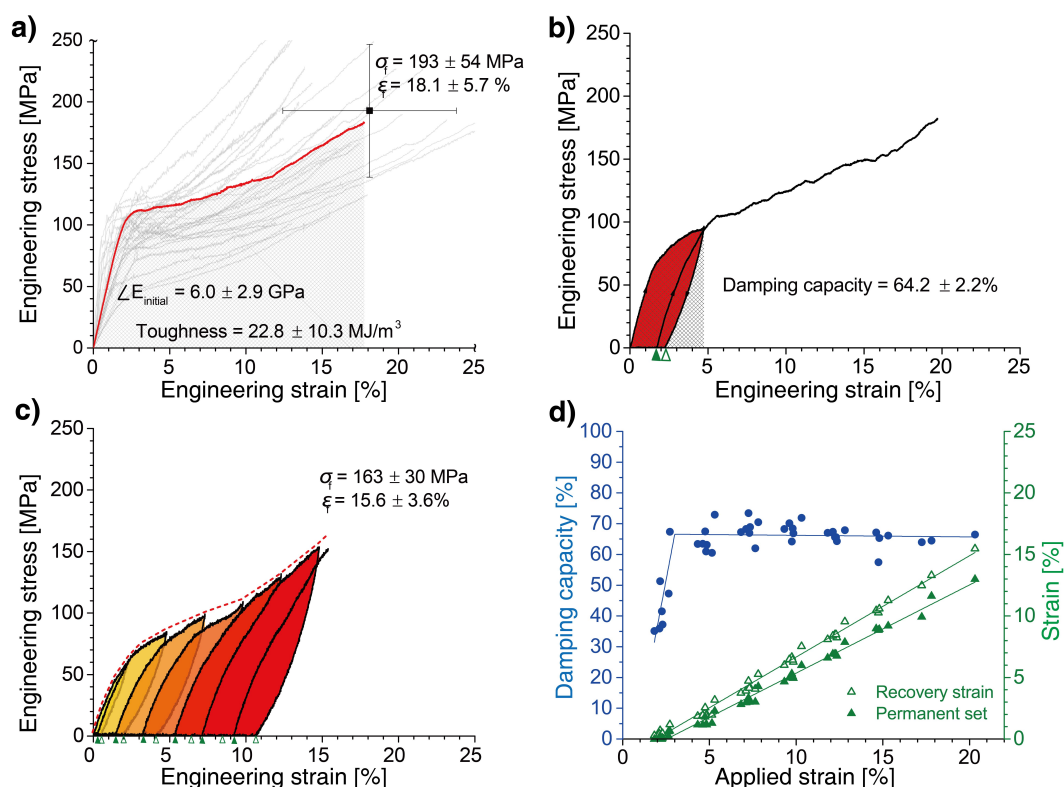 a)
250
200
150
100
50
0
Engineering stress [MPa]
σf = 193 ± 54 MPa
εf = 18.1 ± 5.7 %
∠Einitial = 6.0 ± 2.9 GPa
Toughness = 22.8 ± 10.3 MJ/m³
0 5 10 15 20 25
Engineering strain [%]
b)
250
200
150
100
50
0
Engineering stress [MPa]
Damping capacity = 64.2 ± 2.2%
0 5 10 15 20 25
Engineering strain [%]
c)
250
200
150
100
50
0
Engineering stress [MPa]
σf = 163 ± 30 MPa
εf = 15.6 ± 3.6%
0 5 10 15 20 25
Engineering strain [%]
d)
100
90
80
70
60
50
40
30
20
10
0
Damping capacity [%]
25
20
15
10
5
0
Strain [%]
Recovery strain
Permanent set
0 5 10 15 20
Applied strain [%]